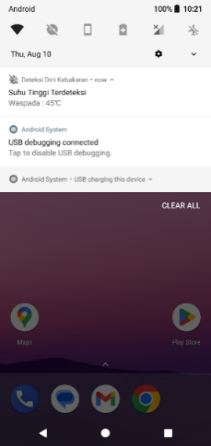 Android 100% 10:21
Thu, Aug 10
Deteksi Dini Kebakaran • now
Suhu Tinggi Terdeteksi
Waspada : 45°C
Android System
USB debugging connected
Tap to disable USB debugging.
Android System • USB charging this device
CLEAR ALL
Maps Play Store